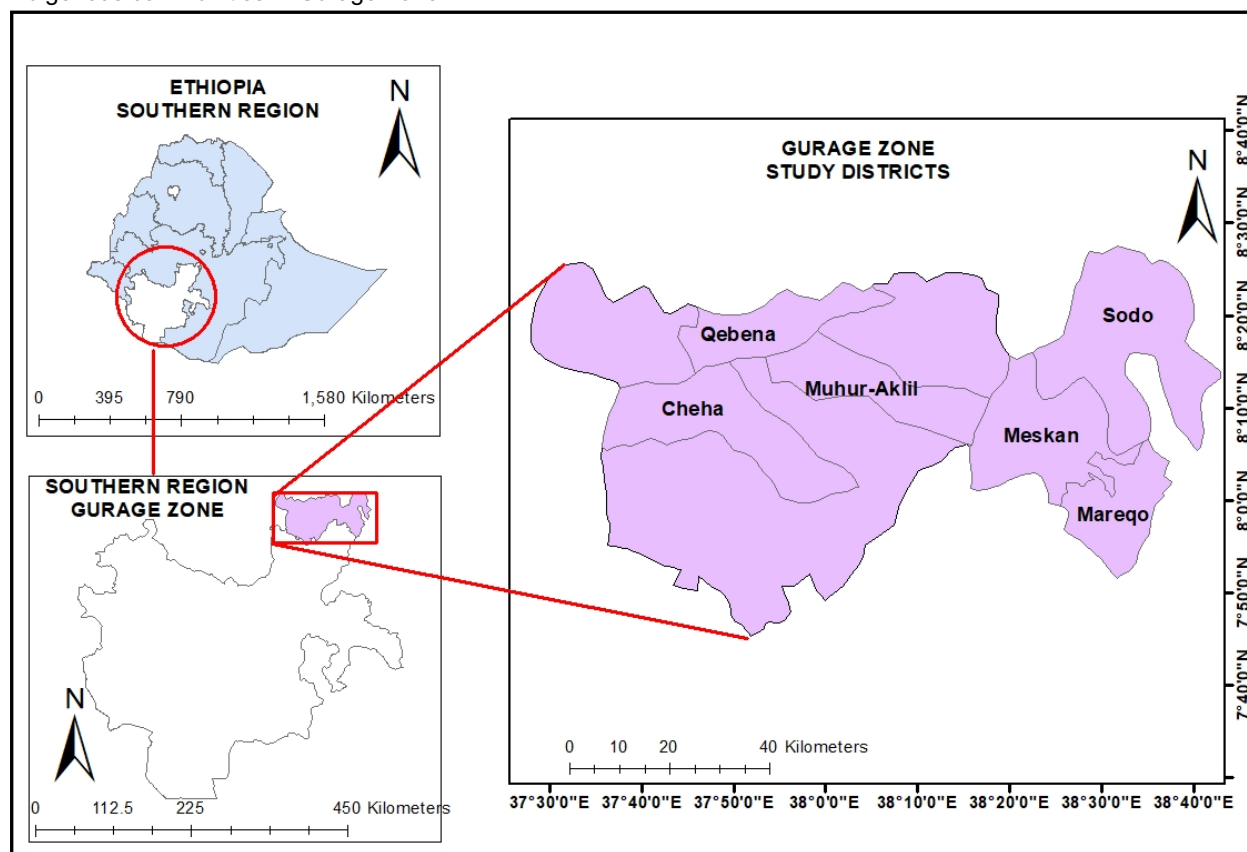 ETHIOPIA
SOUTHERN REGION
N
0 395 790 1,580 Kilometers
SOUTHERN REGION
GURAGE ZONE
N
0 112.5 225 450 Kilometers
GURAGE ZONE
STUDY DISTRICTS
N
Sodo
Qebena
Muhur-Aklil
Cheha
Meskan
Mareqo
0 10 20 40 Kilometers
8°40'0"N
8°30'0"N
8°20'0"N
8°10'0"N
8°0'0"N
7°50'0"N
7°40'0"N
37°30'0"E 37°40'0"E 37°50'0"E 38°0'0"E 38°10'0"E 38°20'0"E 38°30'0"E 38°40'0"E